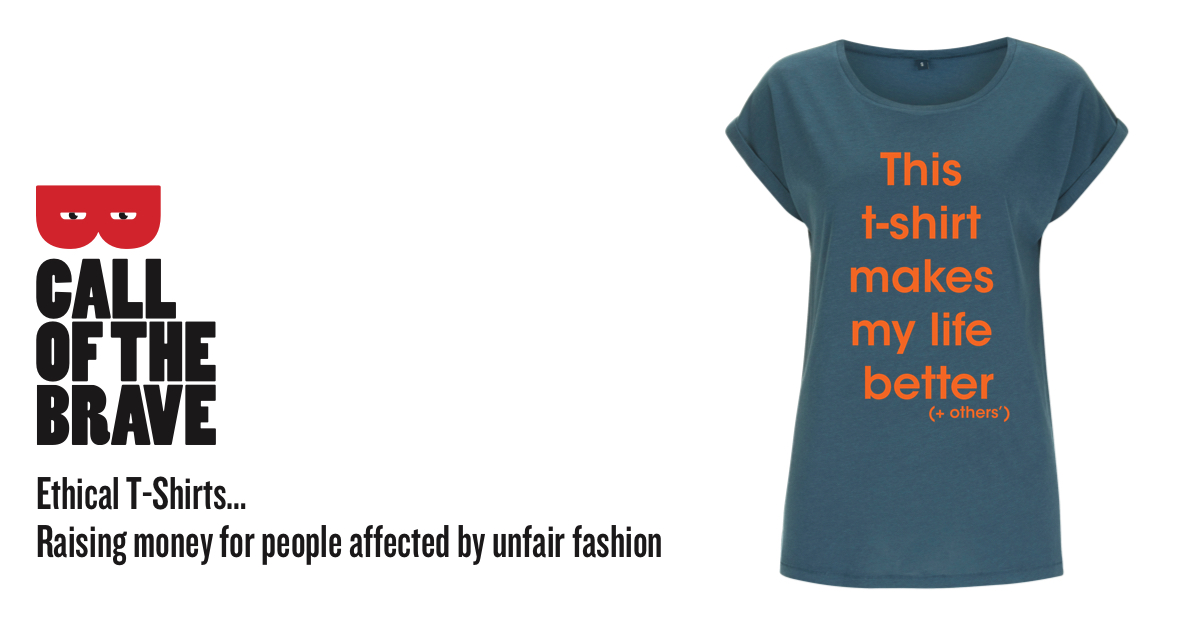 CALL
OF THE
BRAVE
Ethical T-Shirts...
Raising money for people affected by unfair fashion
S
This
t-shirt
makes
my life
better
(+ others')